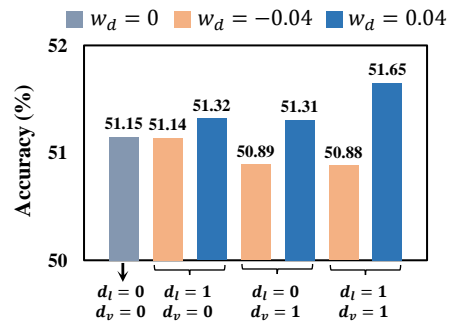 w_d = 0 w_d = −0.04 w_d = 0.04
Accuracy (%)
52
51
50
51.15
51.14
51.32
50.89
51.31
50.88
51.65
d_l = 0 d_l = 1 d_l = 0 d_l = 1
d_v = 0 d_v = 0 d_v = 1 d_v = 1